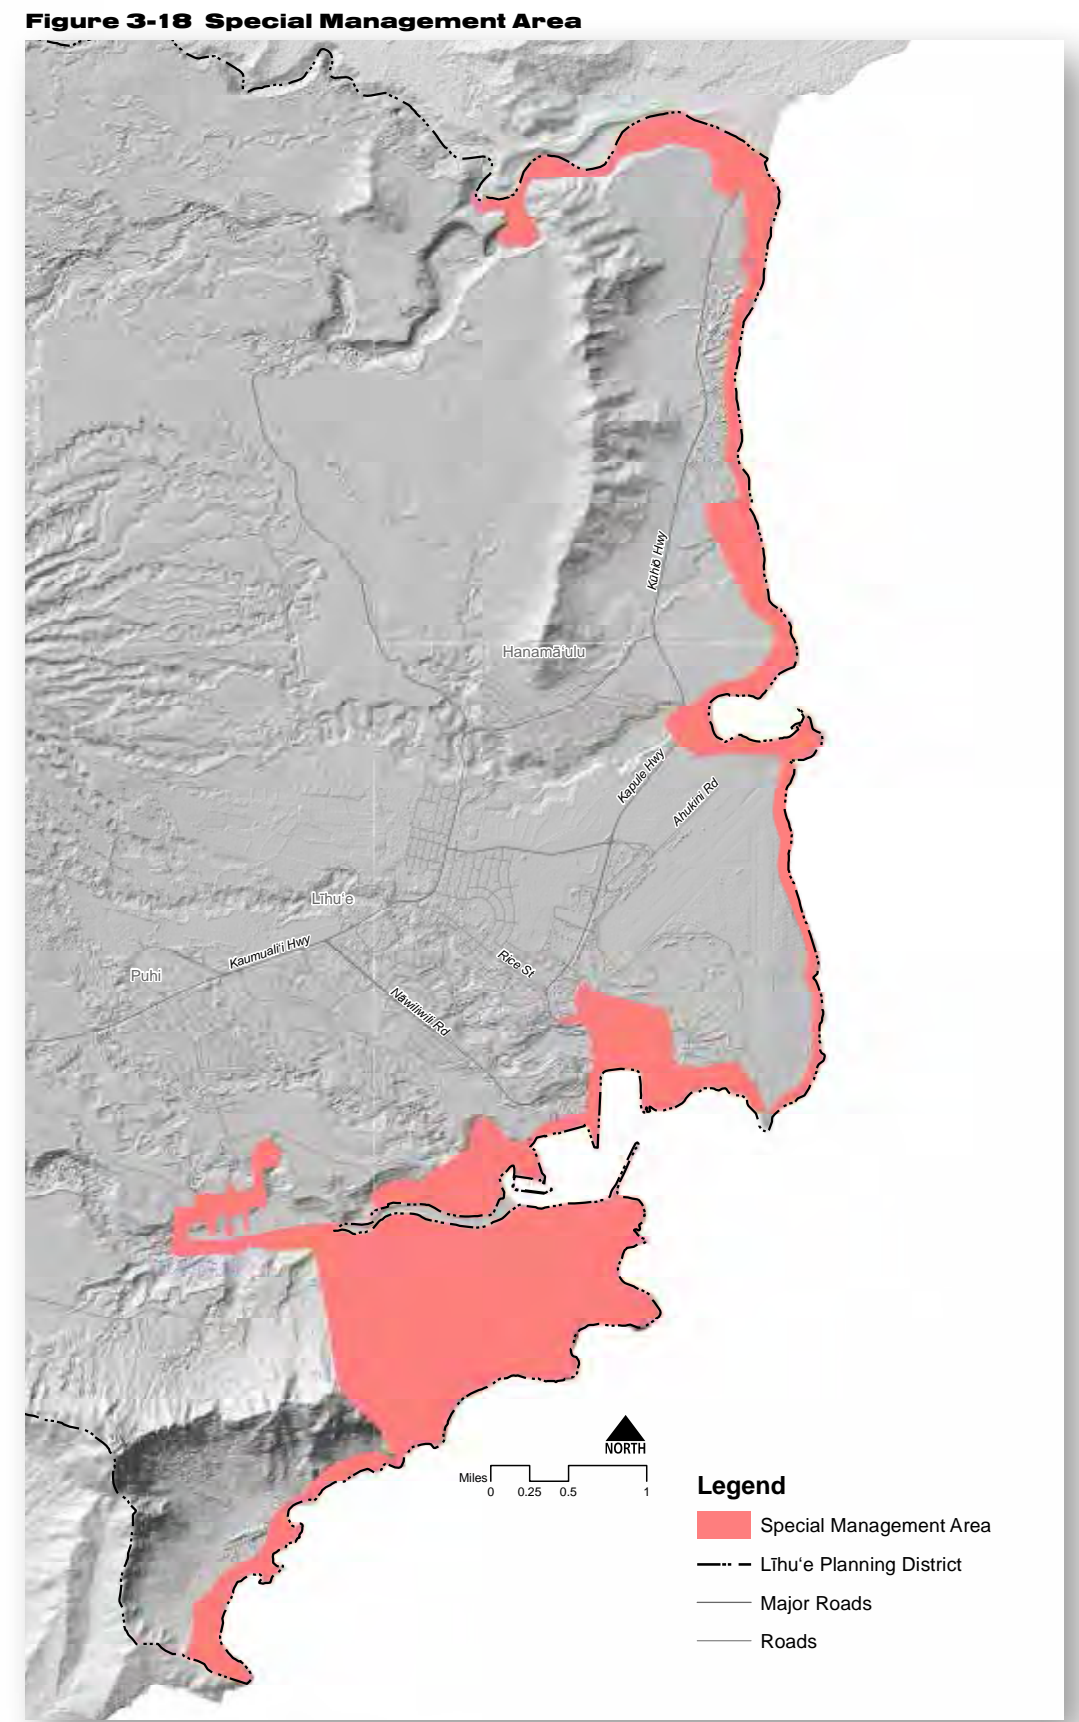 Figure 3-18 Special Management Area
Kūhiō Hwy
Hanamā‘ulu
Kapule Hwy
Ahukini Rd
Līhu‘e
Kaumuali‘i Hwy
Rice St
Puhi
Nawiliwili Rd
NORTH
Miles
0 0.25 0.5 1
Legend
Special Management Area
Līhu‘e Planning District
Major Roads
Roads